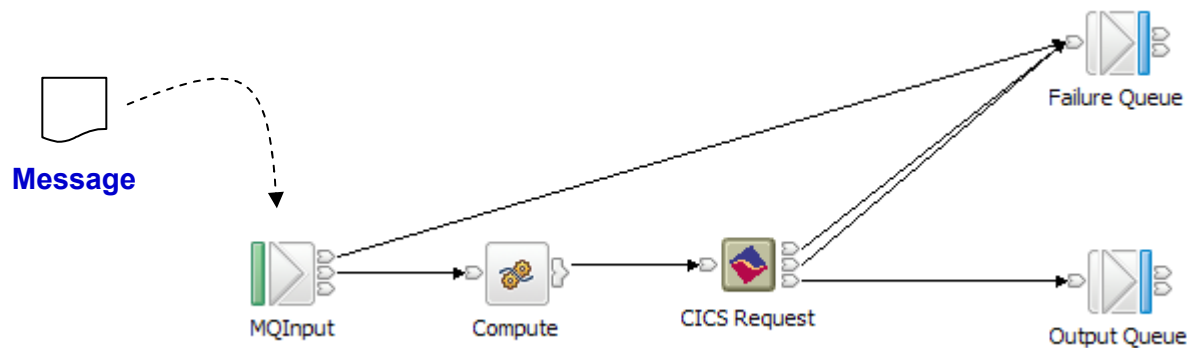 Failure Queue
Message
MQInput
Compute
CICS Request
Output Queue